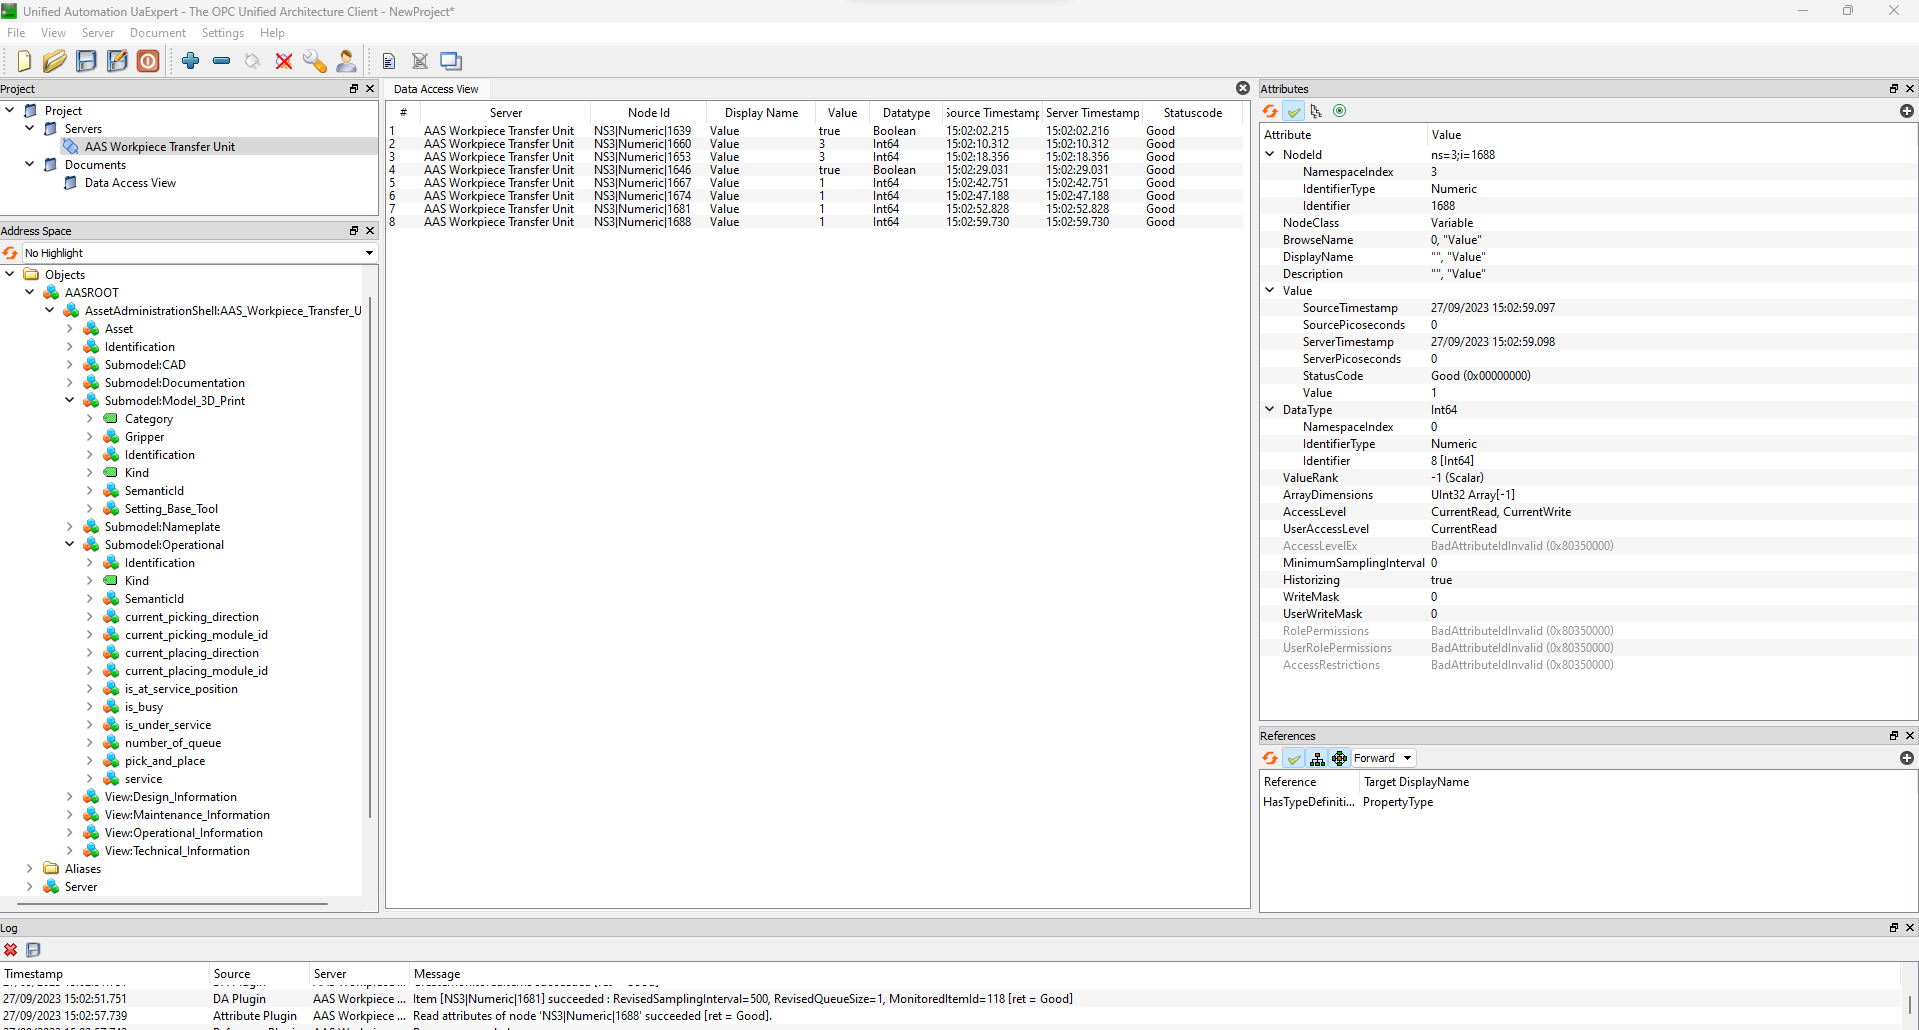 Unified Automation UaExpert - The OPC Unified Architecture Client - NewProject*
File View Server Document Settings Help
Project
Project
Servers
AAS Workpiece Transfer Unit
Documents
Data Access View
Address Space
No Highlight
Objects
AASROOT
AssetAdministrationShell:AAS_Workpiece_Transfer_U
Asset
Identification
Submodel:CAD
Submodel:Documentation
Submodel:Model_3D_Print
Category
Gripper
Identification
Kind
SemanticId
Setting_Base_Tool
Submodel:Nameplate
Submodel:Operational
Identification
Kind
SemanticId
current_picking_direction
current_picking_module_id
current_placing_direction
current_placing_module_id
is_at_service_position
is_busy
is_under_service
number_of_queue
pick_and_place
service
View:Design_Information
View:Maintenance_Information
View:Operational_Information
View:Technical_Information
Aliases
Server
Data Access View
# Server Node Id Display Name Value Datatype Source Timestamp Server Timestamp Statuscode
1 AAS Workpiece Transfer Unit NS3|Numeric|1639 Value true Boolean 15:02:02.215 15:02:02.216 Good
2 AAS Workpiece Transfer Unit NS3|Numeric|1660 Value 3 Int64 15:02:10.312 15:02:10.312 Good
3 AAS Workpiece Transfer Unit NS3|Numeric|1653 Value 3 Int64 15:02:18.356 15:02:18.356 Good
4 AAS Workpiece Transfer Unit NS3|Numeric|1646 Value true Boolean 15:02:29.031 15:02:29.031 Good
5 AAS Workpiece Transfer Unit NS3|Numeric|1667 Value 1 Int64 15:02:42.751 15:02:42.751 Good
6 AAS Workpiece Transfer Unit NS3|Numeric|1674 Value 1 Int64 15:02:47.188 15:02:47.188 Good
7 AAS Workpiece Transfer Unit NS3|Numeric|1681 Value 1 Int64 15:02:52.828 15:02:52.828 Good
8 AAS Workpiece Transfer Unit NS3|Numeric|1688 Value 1 Int64 15:02:59.730 15:02:59.730 Good
Attributes
Attribute Value
NodeId ns=3;i=1688
NamespaceIndex 3
IdentifierType Numeric
Identifier 1688
NodeClass Variable
BrowseName 0, "Value"
DisplayName "", "Value"
Description "", "Value"
Value
SourceTimestamp 27/09/2023 15:02:59.097
SourcePicoseconds 0
ServerTimestamp 27/09/2023 15:02:59.098
ServerPicoseconds 0
StatusCode Good (0x00000000)
Value 1
DataType Int64
NamespaceIndex 0
IdentifierType Numeric
Identifier 8 [Int64]
ValueRank -1 (Scalar)
ArrayDimensions UInt32 Array[-1]
AccessLevel CurrentRead, CurrentWrite
UserAccessLevel CurrentRead
AccessLevelEx BadAttributeIdInvalid (0x80350000)
MinimumSamplingInterval 0
Historizing true
WriteMask 0
UserWriteMask 0
RolePermissions BadAttributeIdInvalid (0x80350000)
UserRolePermissions BadAttributeIdInvalid (0x80350000)
AccessRestrictions BadAttributeIdInvalid (0x80350000)
References
Forward
Reference Target DisplayName
HasTypeDefiniti... PropertyType
Log
Timestamp Source Server Message
27/09/2023 15:02:51.751 DA Plugin AAS Workpiece ... Item [NS3|Numeric|1681] succeeded : RevisedSamplingInterval=500, RevisedQueueSize=1, MonitoredItemId=118 [ret = Good]
27/09/2023 15:02:57.739 Attribute Plugin AAS Workpiece ... Read attributes of node 'NS3|Numeric|1688' succeeded [ret = Good].